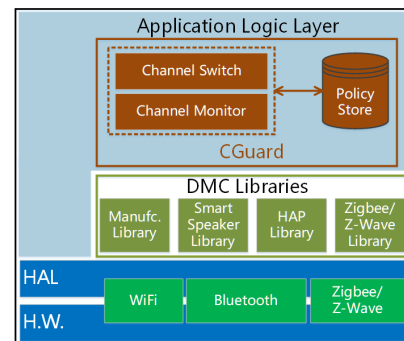 Application Logic Layer
Channel Switch
Channel Monitor
Policy
Store
CGuard
DMC Libraries
Manufc.
Library
Smart
Speaker
Library
HAP
Library
Zigbee/
Z-Wave
Library
HAL
WiFi
Bluetooth
Zigbee/
Z-Wave
H.W.